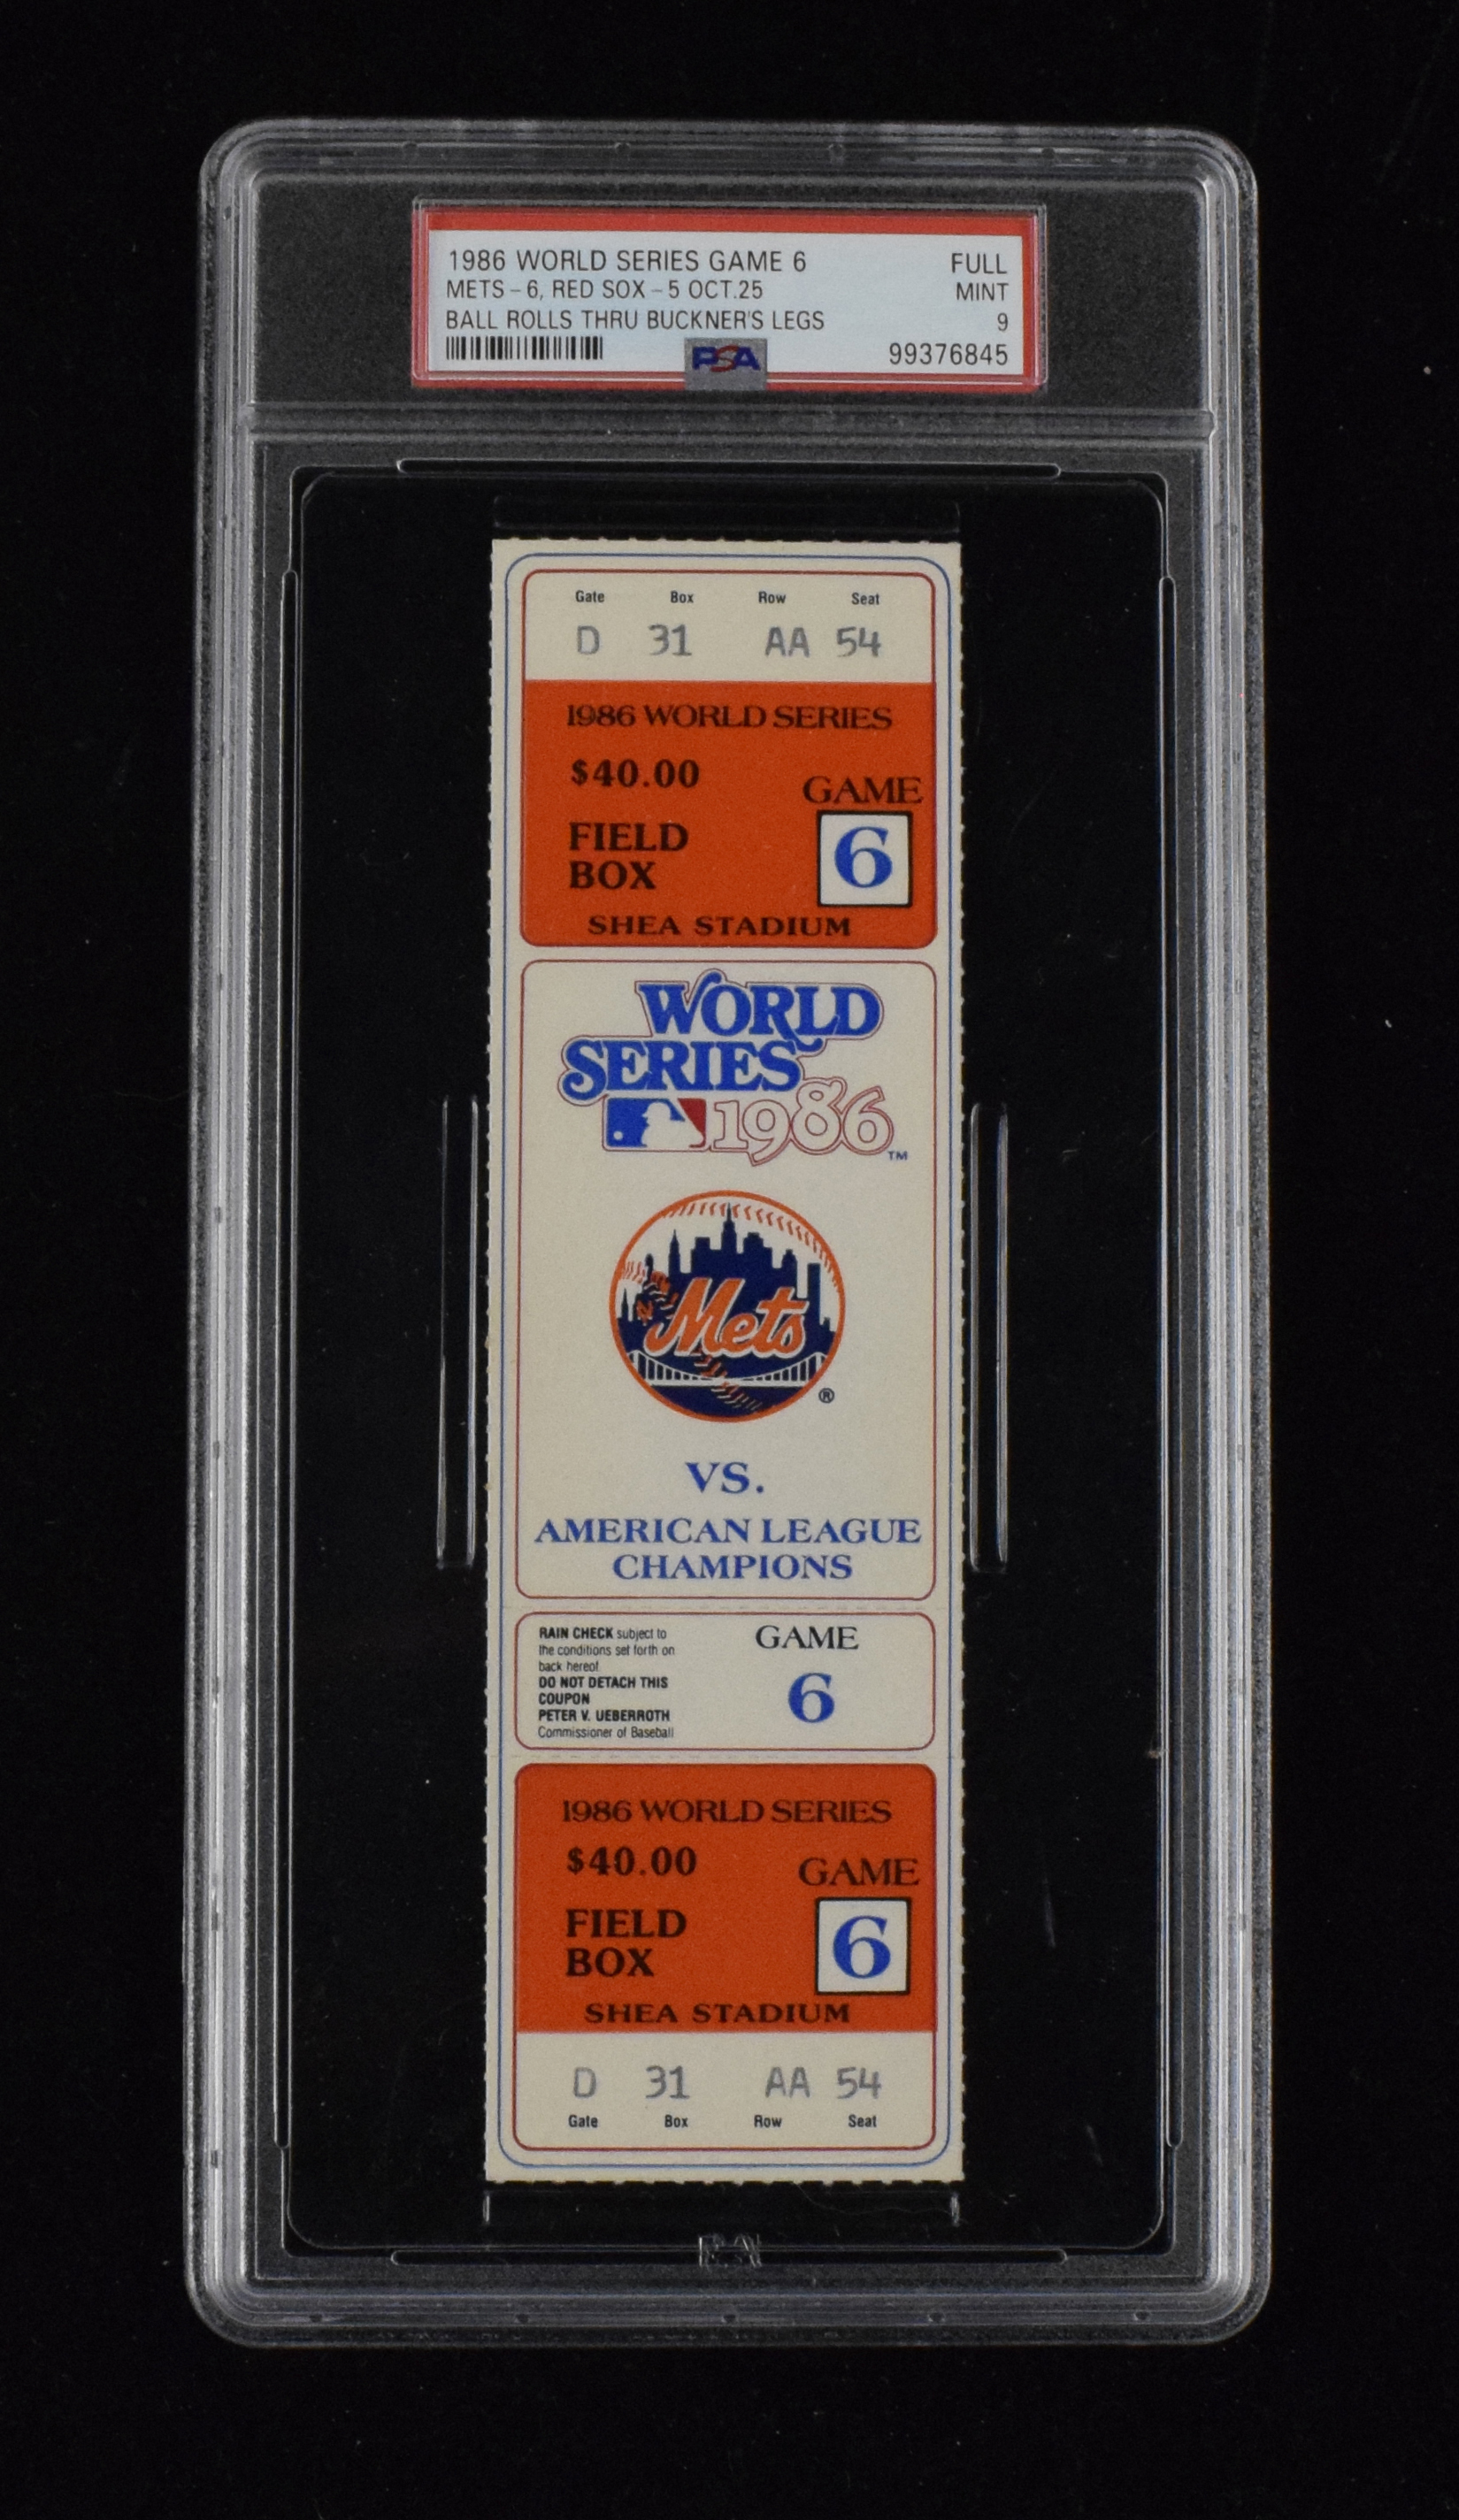 1986 WORLD SERIES GAME 6 FULL
METS - 6, RED SOX - 5 OCT.25 MINT
BALL ROLLS THRU BUCKNER'S LEGS 9
PSA 99376845
Gate Box Row Seat
D 31 AA 54
1986 WORLD SERIES
$40.00
GAME
6
FIELD
BOX
SHEA STADIUM
WORLD
SERIES
1986
TM
Mets
NY
®
VS.
AMERICAN LEAGUE
CHAMPIONS
RAIN CHECK subject to
the conditions set forth on
back hereof
DO NOT DETACH THIS
COUPON
PETER V. UEBERROTH
Commissioner of Baseball
GAME
6
1986 WORLD SERIES
$40.00
GAME
6
FIELD
BOX
SHEA STADIUM
D 31 AA 54
Gate Box Row Seat